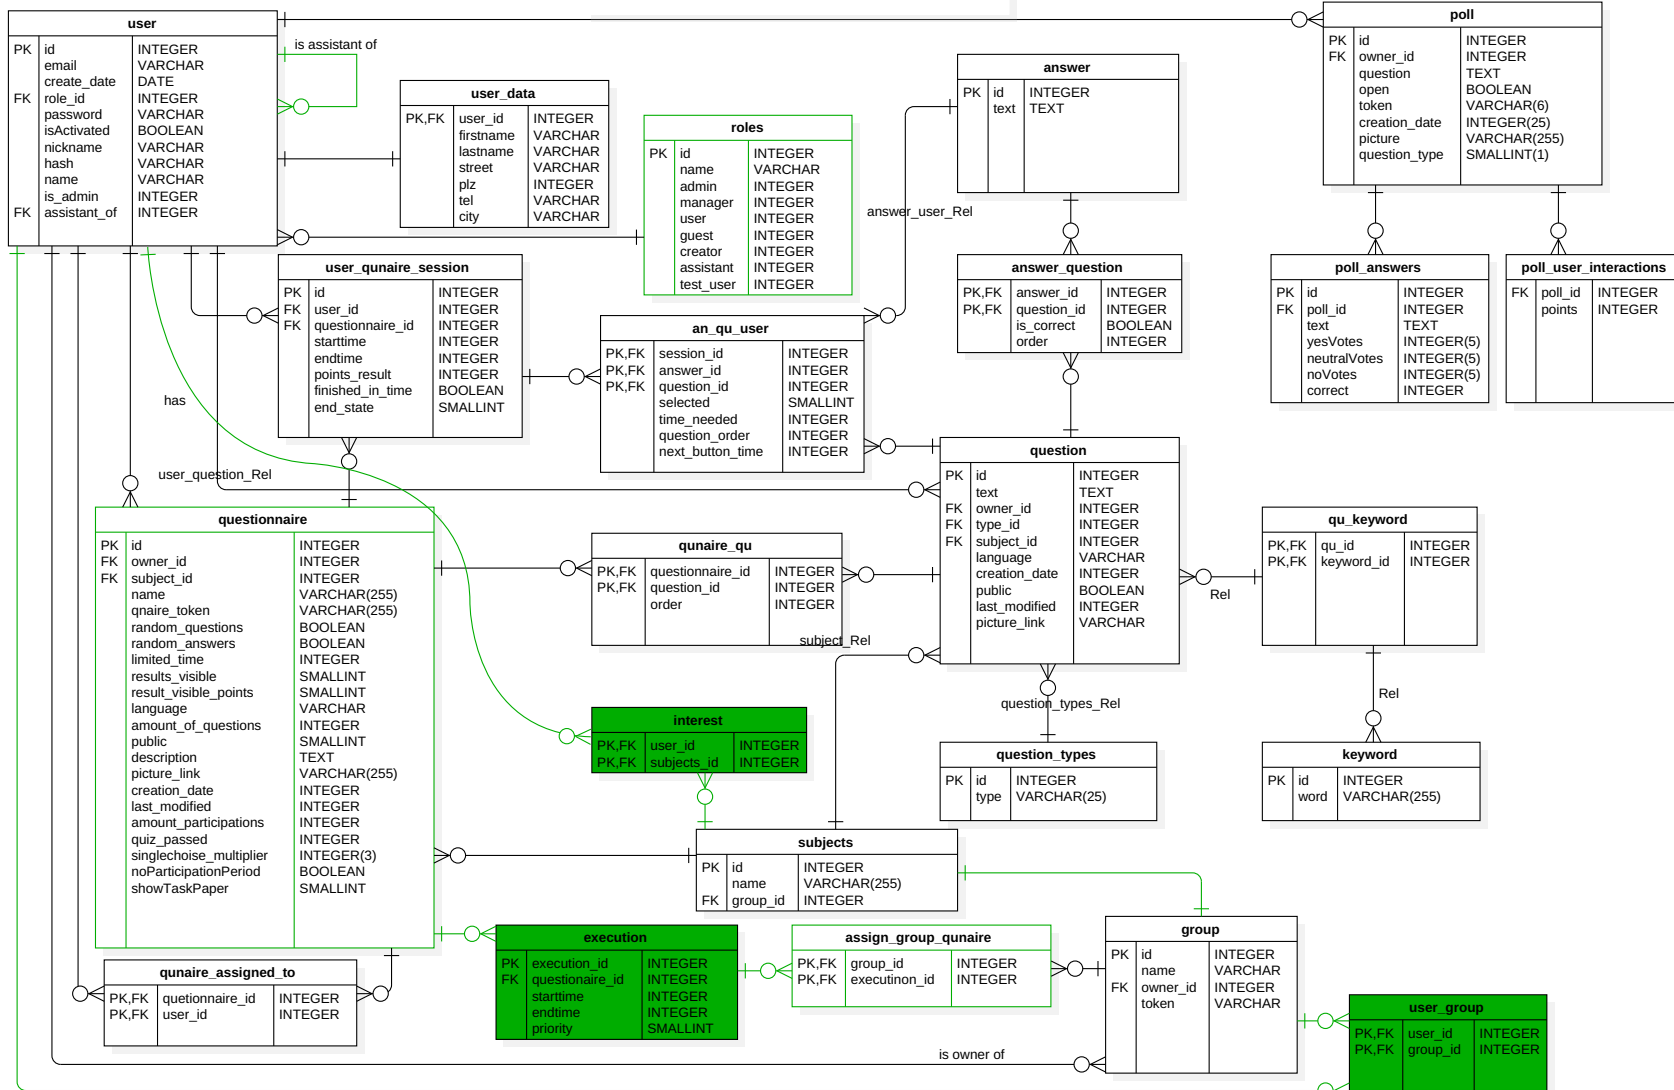 user
PK id INTEGER
email VARCHAR
create_date DATE
FK role_id INTEGER
password VARCHAR
isActivated BOOLEAN
nickname VARCHAR
hash VARCHAR
name VARCHAR
is_admin INTEGER
FK assistant_of INTEGER
is assistant of
user_data
PK,FK user_id INTEGER
firstname VARCHAR
lastname VARCHAR
street VARCHAR
plz INTEGER
tel VARCHAR
city VARCHAR
roles
PK id INTEGER
name VARCHAR
admin INTEGER
manager INTEGER
user INTEGER
guest INTEGER
creator INTEGER
assistant INTEGER
test_user INTEGER
answer
PK id INTEGER
text TEXT
answer_user_Rel
poll
PK id INTEGER
FK owner_id INTEGER
question TEXT
open BOOLEAN
token VARCHAR(6)
creation_date INTEGER(25)
picture VARCHAR(255)
question_type SMALLINT(1)
user_qunaire_session
PK id INTEGER
FK user_id INTEGER
FK questionnaire_id INTEGER
starttime INTEGER
endtime INTEGER
points_result INTEGER
finished_in_time BOOLEAN
end_state SMALLINT
an_qu_user
PK,FK session_id INTEGER
PK,FK answer_id INTEGER
PK,FK question_id INTEGER
selected SMALLINT
time_needed INTEGER
question_order INTEGER
next_button_time INTEGER
answer_question
PK,FK answer_id INTEGER
PK,FK question_id INTEGER
is_correct BOOLEAN
order INTEGER
poll_answers
PK id INTEGER
FK poll_id INTEGER
text TEXT
yesVotes INTEGER(5)
neutralVotes INTEGER(5)
noVotes INTEGER(5)
correct INTEGER
poll_user_interactions
FK poll_id INTEGER
points INTEGER
has
user_question_Rel
questionnaire
PK id INTEGER
FK owner_id INTEGER
FK subject_id INTEGER
name VARCHAR(255)
qnaire_token VARCHAR(255)
random_questions BOOLEAN
random_answers BOOLEAN
limited_time INTEGER
results_visible SMALLINT
result_visible_points SMALLINT
language VARCHAR
amount_of_questions INTEGER
public SMALLINT
description TEXT
picture_link VARCHAR(255)
creation_date INTEGER
last_modified INTEGER
amount_participations INTEGER
quiz_passed INTEGER
singlechoise_multiplier INTEGER(3)
noParticipationPeriod BOOLEAN
showTaskPaper SMALLINT
qunaire_qu
PK,FK questionnaire_id INTEGER
PK,FK question_id INTEGER
order INTEGER
subject_Rel
question
PK id INTEGER
text TEXT
FK owner_id INTEGER
FK type_id INTEGER
FK subject_id INTEGER
language VARCHAR
creation_date INTEGER
public BOOLEAN
last_modified INTEGER
picture_link VARCHAR
question_types_Rel
Rel
qu_keyword
PK,FK qu_id INTEGER
PK,FK keyword_id INTEGER
Rel
interest
PK,FK user_id INTEGER
PK,FK subjects_id INTEGER
question_types
PK id INTEGER
type VARCHAR(25)
keyword
PK id INTEGER
word VARCHAR(255)
subjects
PK id INTEGER
name VARCHAR(255)
FK group_id INTEGER
qunaire_assigned_to
PK,FK quetionnaire_id INTEGER
PK,FK user_id INTEGER
execution
PK execution_id INTEGER
FK questionaire_id INTEGER
starttime INTEGER
endtime INTEGER
priority SMALLINT
assign_group_qunaire
PK,FK group_id INTEGER
PK,FK executinon_id INTEGER
group
PK id INTEGER
name VARCHAR
FK owner_id INTEGER
token VARCHAR
is owner of
user_group
PK,FK user_id INTEGER
PK,FK group_id INTEGER